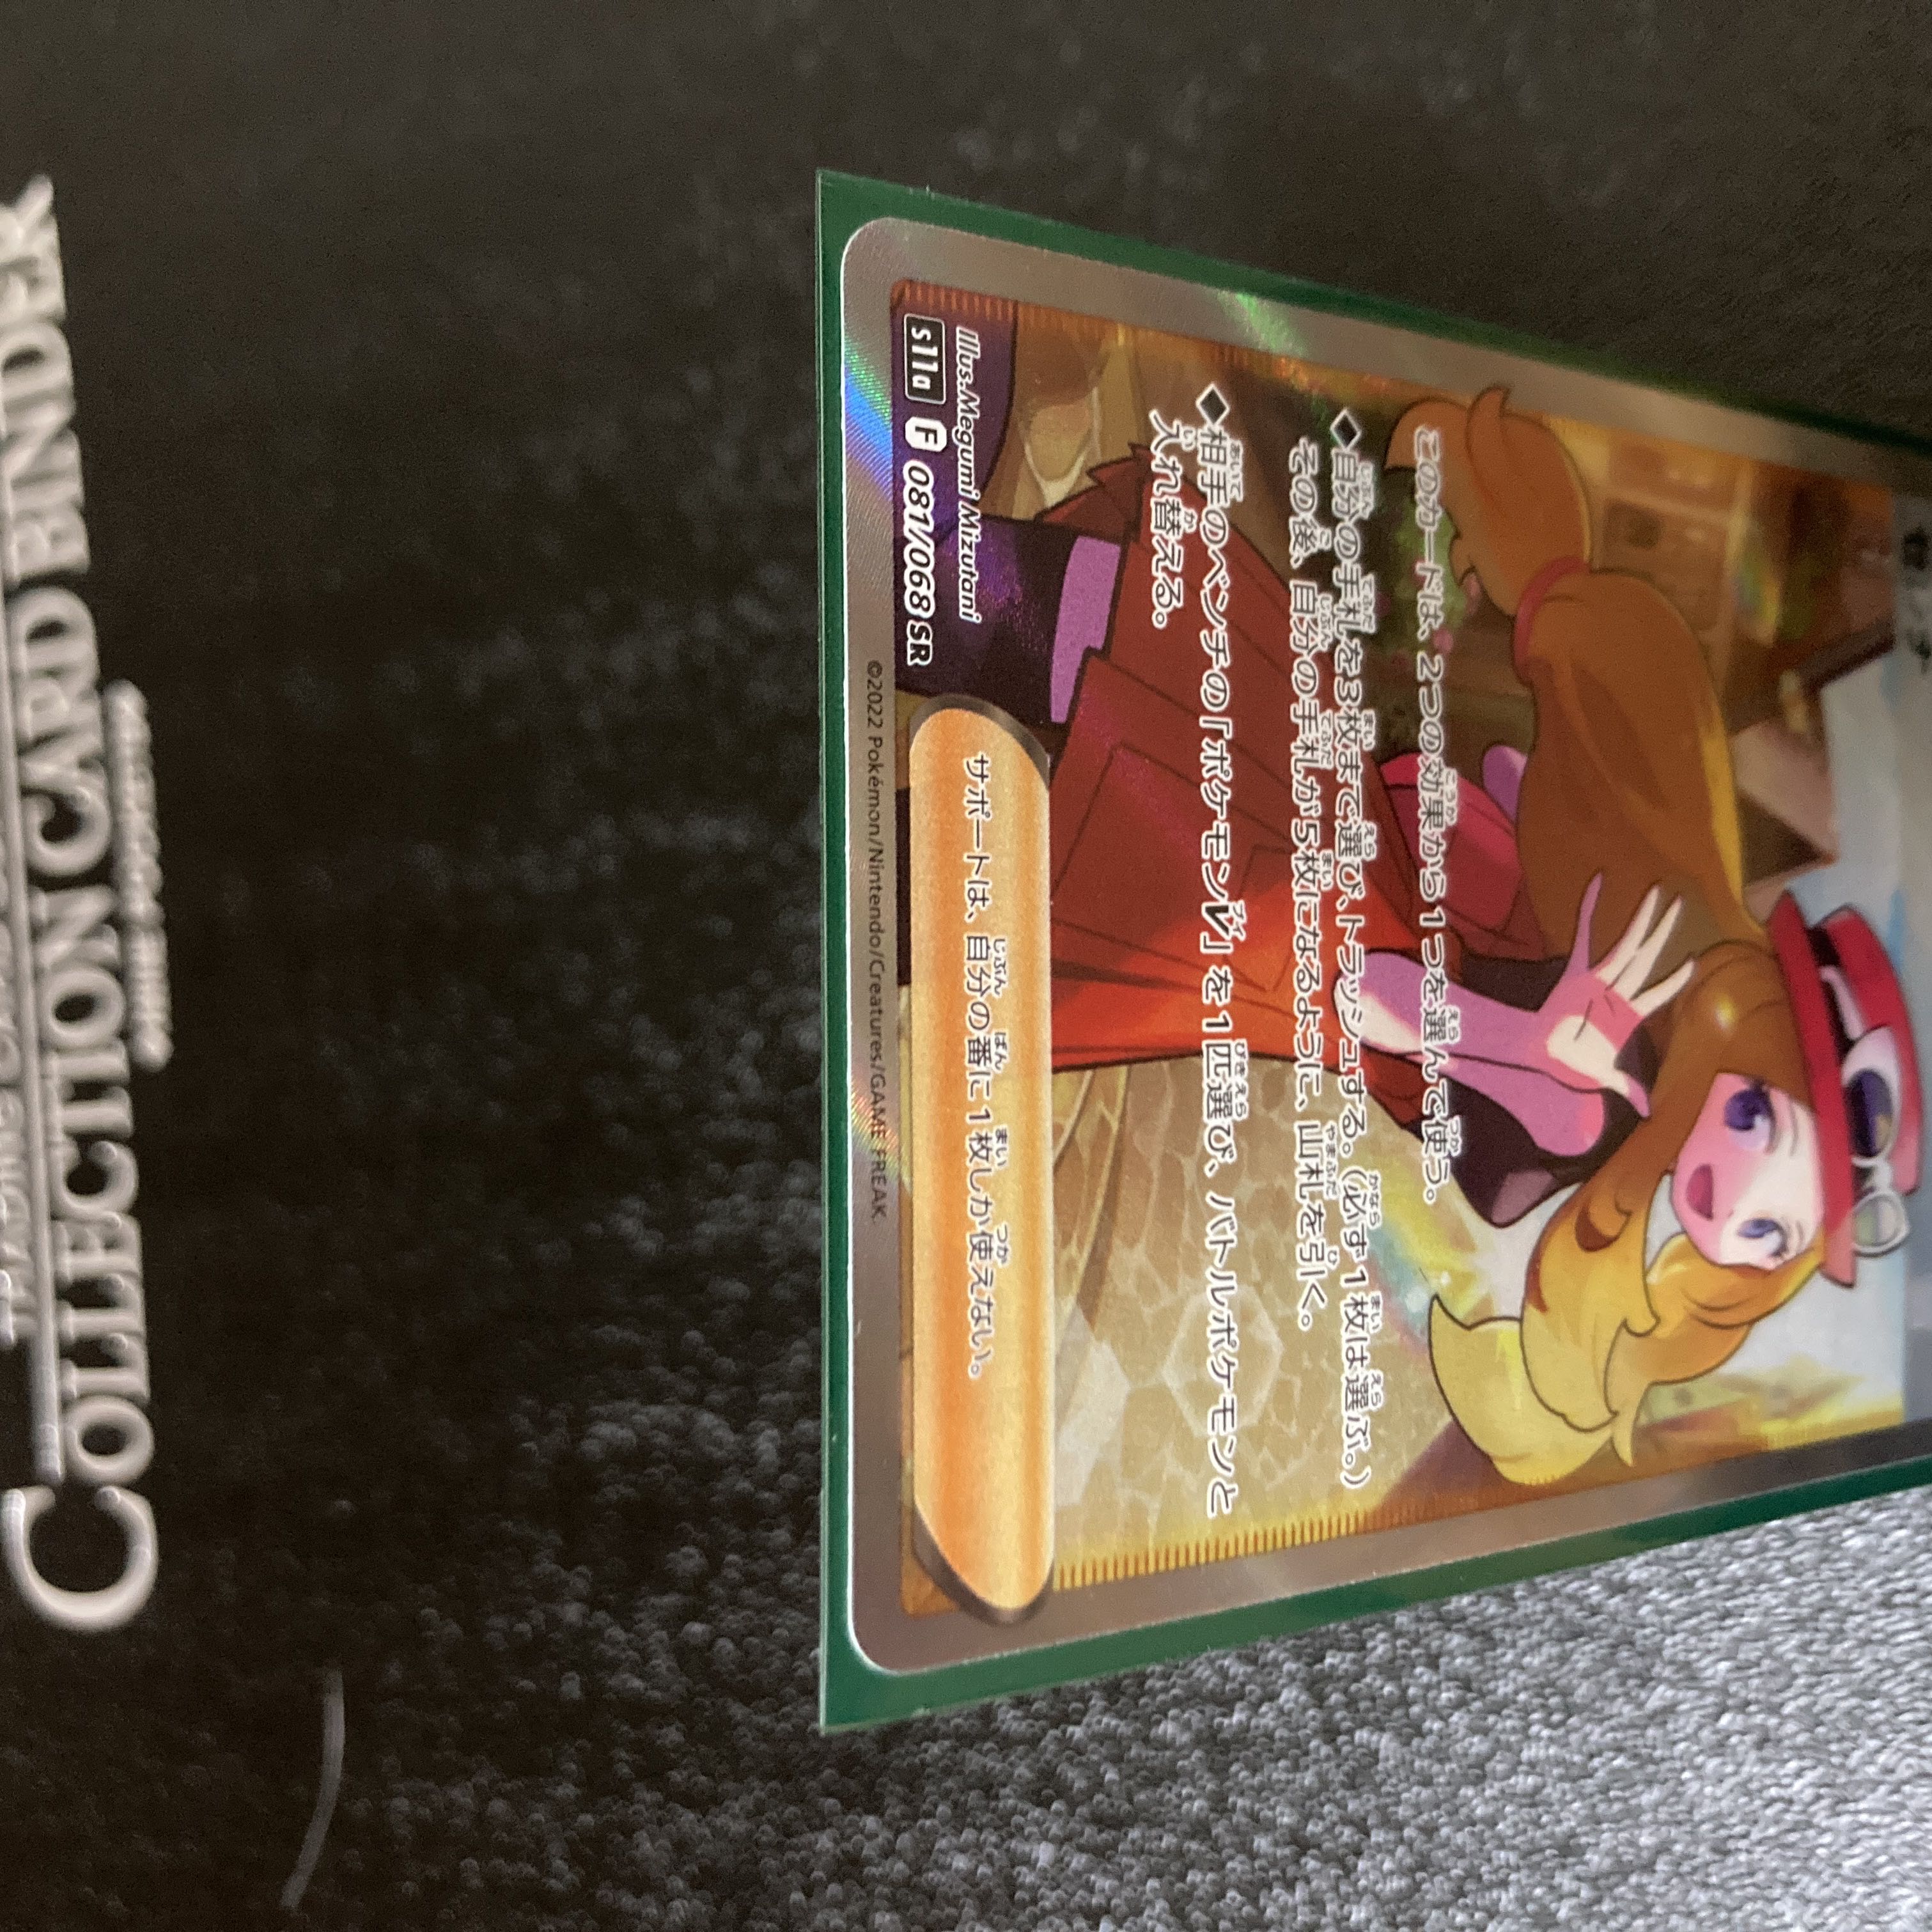 このカードは、2つの効果から1つを選んで使う。
◆自分の手札を3枚まで選び、トラッシュする。(必ず1枚は選ぶ。)
その後、自分の手札が5枚になるように、山札を引く。
◆相手のベンチの「ポケモンV」を1匹選び、バトルポケモンと
入れ替える。
サポートは、自分の番に1枚しか使えない。
Illus.Megumi Mizutani
s11a F 081/068 SR
©2022 Pokémon/Nintendo/Creatures/GAME FREAK.
COLLECTION CARD BINDER